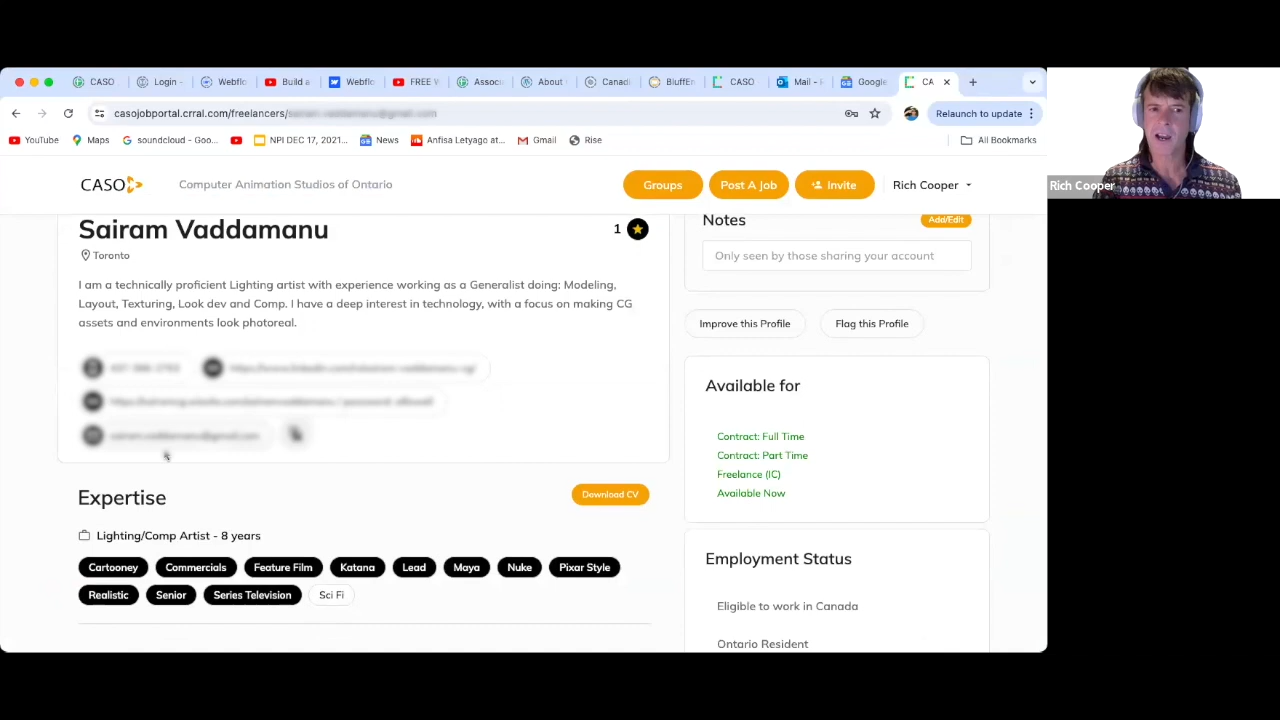 CASO
Login -
Webflo
Build a
Webflo
FREE V
Assoc
About
Canadi
BluffEn
CASO
Mail - R
Google
CA
casojobportal.crral.com/freelancers/
Relaunch to update
YouTube
Maps
soundcloud - Goo...
NPI DEC 17, 2021...
News
Anfisa Letyago at...
Gmail
Rise
All Bookmarks
CASO
Computer Animation Studios of Ontario
Groups
Post A Job
Invite
Rich Cooper
Rich Cooper
Sairam Vaddamanu
1
Toronto
I am a technically proficient Lighting artist with experience working as a Generalist doing: Modeling,
Layout, Texturing, Look dev and Comp. I have a deep interest in technology, with a focus on making CG
assets and environments look photoreal.
Expertise
Download CV
Lighting/Comp Artist - 8 years
Cartooney
Commercials
Feature Film
Katana
Lead
Maya
Nuke
Pixar Style
Realistic
Senior
Series Television
Sci Fi
Notes
Add/Edit
Only seen by those sharing your account
Improve this Profile
Flag this Profile
Available for
Contract: Full Time
Contract: Part Time
Freelance (IC)
Available Now
Employment Status
Eligible to work in Canada
Ontario Resident